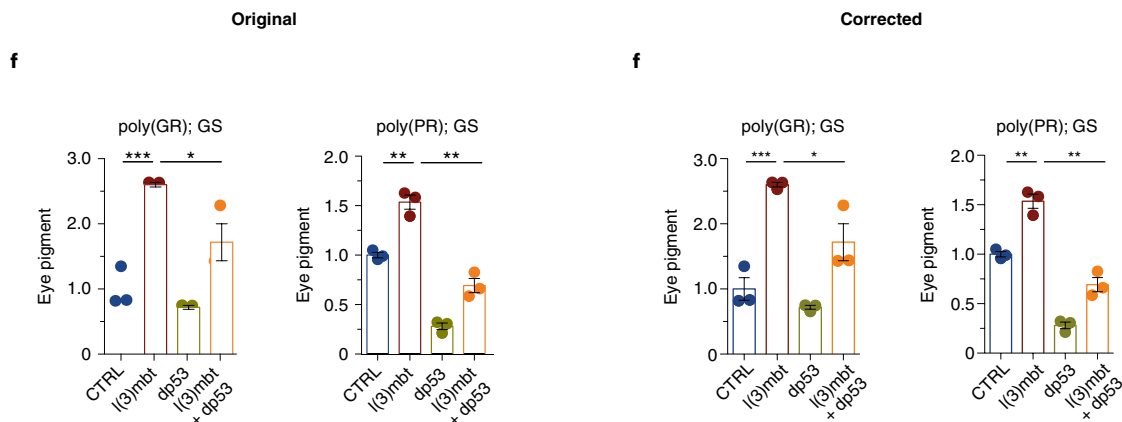 Original
f
poly(GR); GS
*** *
3.0
2.0
1.0
0
Eye pigment
CTRL
l(3)mbt
dp53
l(3)mbt
+ dp53
poly(PR); GS
** **
2.0
1.5
1.0
0.5
0
Eye pigment
CTRL
l(3)mbt
dp53
l(3)mbt
+ dp53
Corrected
f
poly(GR); GS
*** *
3.0
2.0
1.0
0
Eye pigment
CTRL
l(3)mbt
dp53
l(3)mbt
+ dp53
poly(PR); GS
** **
2.0
1.5
1.0
0.5
0
Eye pigment
CTRL
l(3)mbt
dp53
l(3)mbt
+ dp53